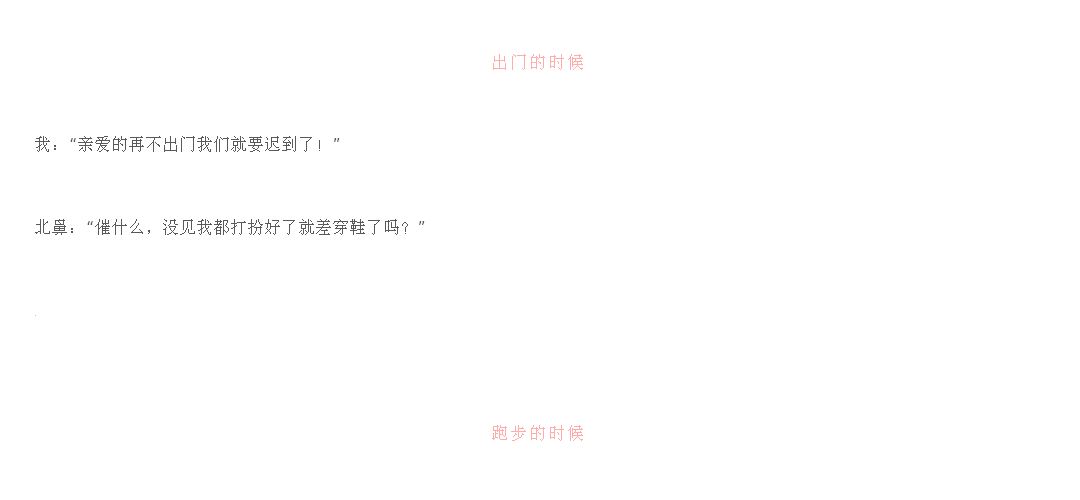 出门的时候
我：“亲爱的再不出门我们就要迟到了！”
北鼻：“催什么，没见我都打扮好了就差穿鞋了吗？”
跑步的时候